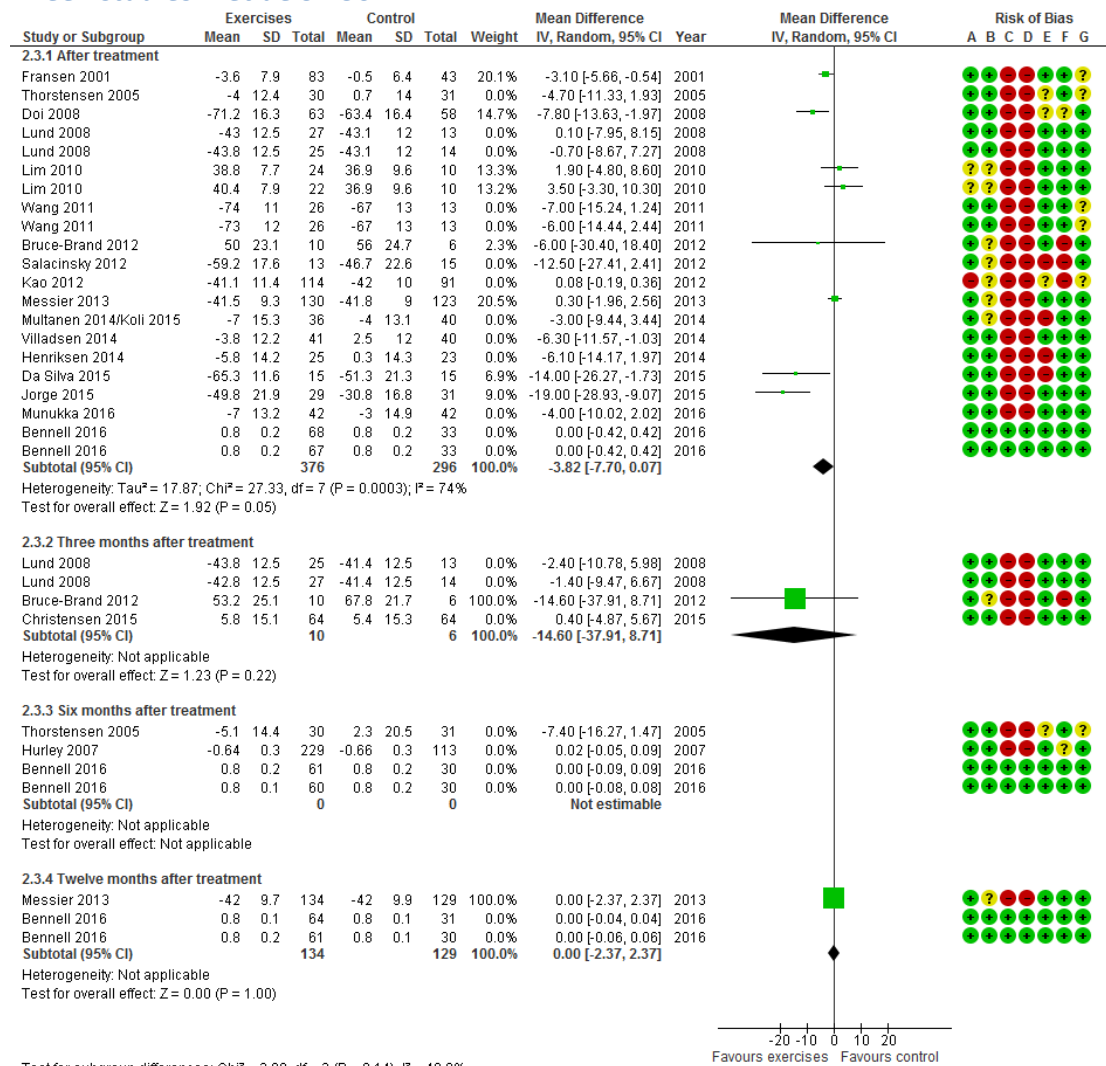 Exercises Control Mean Difference Mean Difference Risk of Bias
Study or Subgroup Mean SD Total Mean SD Total Weight IV, Random, 95% CI Year IV, Random, 95% CI A B C D E F G
2.3.1 After treatment
Fransen 2001 -3.6 7.9 83 -0.5 6.4 43 20.1% -3.10 [-5.66, -0.54] 2001 + + - - + + ?
Thorstensen 2005 -4 12.4 30 0.7 14 31 0.0% -4.70 [-11.33, 1.93] 2005 + + - - ? + ?
Doi 2008 -71.2 16.3 63 -63.4 16.4 58 14.7% -7.80 [-13.63, -1.97] 2008 + + - - ? ? +
Lund 2008 -43 12.5 27 -43.1 12 13 0.0% 0.10 [-7.95, 8.15] 2008 + + - - + + +
Lund 2008 -43.8 12.5 25 -43.1 12 14 0.0% -0.70 [-8.67, 7.27] 2008 + + - - + + +
Lim 2010 38.8 7.7 24 36.9 9.6 10 13.3% 1.90 [-4.80, 8.60] 2010 ? ? - - + + +
Lim 2010 40.4 7.9 22 36.9 9.6 10 13.2% 3.50 [-3.30, 10.30] 2010 ? ? - - + + +
Wang 2011 -74 11 26 -67 13 13 0.0% -7.00 [-15.24, 1.24] 2011 + + - - + + ?
Wang 2011 -73 12 26 -67 13 13 0.0% -6.00 [-14.44, 2.44] 2011 + + - - + + ?
Bruce-Brand 2012 50 23.1 10 56 24.7 6 2.3% -6.00 [-30.40, 18.40] 2012 + ? - - + - +
Salacinsky 2012 -59.2 17.6 13 -46.7 22.6 15 0.0% -12.50 [-27.41, 2.41] 2012 + ? - - - - +
Kao 2012 -41.1 11.4 114 -42 10 91 0.0% 0.08 [-0.19, 0.36] 2012 - ? - - ? - ?
Messier 2013 -41.5 9.3 130 -41.8 9 123 20.5% 0.30 [-1.96, 2.56] 2013 + ? - - + + +
Multanen 2014/Koli 2015 -7 15.3 36 -4 13.1 40 0.0% -3.00 [-9.44, 3.44] 2014 + ? - - - + +
Villadsen 2014 -3.8 12.2 41 2.5 12 40 0.0% -6.30 [-11.57, -1.03] 2014 + + - - + + +
Henriksen 2014 -5.8 14.2 25 0.3 14.3 23 0.0% -6.10 [-14.17, 1.97] 2014 + + - - - + +
Da Silva 2015 -65.3 11.6 15 -51.3 21.3 15 6.9% -14.00 [-26.27, -1.73] 2015 + + - - - + +
Jorge 2015 -49.8 21.9 29 -30.8 16.8 31 9.0% -19.00 [-28.93, -9.07] 2015 + + - - + + +
Munukka 2016 -7 13.2 42 -3 14.9 42 0.0% -4.00 [-10.02, 2.02] 2016 + + - - + + +
Bennell 2016 0.8 0.2 68 0.8 0.2 33 0.0% 0.00 [-0.42, 0.42] 2016 + + + + + + +
Bennell 2016 0.8 0.2 67 0.8 0.2 33 0.0% 0.00 [-0.42, 0.42] 2016 + + + + + + +
Subtotal (95% CI) 376 296 100.0% -3.82 [-7.70, 0.07]
Heterogeneity: Tau² = 17.87; Chi² = 27.33, df = 7 (P = 0.0003); I² = 74%
Test for overall effect: Z = 1.92 (P = 0.05)
2.3.2 Three months after treatment
Lund 2008 -43.8 12.5 25 -41.4 12.5 13 0.0% -2.40 [-10.78, 5.98] 2008 + + - - + + +
Lund 2008 -42.8 12.5 27 -41.4 12.5 14 0.0% -1.40 [-9.47, 6.67] 2008 + + - - + + +
Bruce-Brand 2012 53.2 25.1 10 67.8 21.7 6 100.0% -14.60 [-37.91, 8.71] 2012 + ? - - + - +
Christensen 2015 5.8 15.1 64 5.4 15.3 64 0.0% 0.40 [-4.87, 5.67] 2015 + + - - + + +
Subtotal (95% CI) 10 6 100.0% -14.60 [-37.91, 8.71]
Heterogeneity: Not applicable
Test for overall effect: Z = 1.23 (P = 0.22)
2.3.3 Six months after treatment
Thorstensen 2005 -5.1 14.4 30 2.3 20.5 31 0.0% -7.40 [-16.27, 1.47] 2005 + + - - ? + ?
Hurley 2007 -0.64 0.3 229 -0.66 0.3 113 0.0% 0.02 [-0.05, 0.09] 2007 + + - - + ? +
Bennell 2016 0.8 0.2 61 0.8 0.2 30 0.0% 0.00 [-0.09, 0.09] 2016 + + + + + + +
Bennell 2016 0.8 0.1 60 0.8 0.2 30 0.0% 0.00 [-0.08, 0.08] 2016 + + + + + + +
Subtotal (95% CI) 0 0 Not estimable
Heterogeneity: Not applicable
Test for overall effect: Not applicable
2.3.4 Twelve months after treatment
Messier 2013 -42 9.7 134 -42 9.9 129 100.0% 0.00 [-2.37, 2.37] 2013 + ? - - + + +
Bennell 2016 0.8 0.1 64 0.8 0.1 31 0.0% 0.00 [-0.04, 0.04] 2016 + + + + + + +
Bennell 2016 0.8 0.2 61 0.8 0.1 30 0.0% 0.00 [-0.06, 0.06] 2016 + + + + + + +
Subtotal (95% CI) 134 129 100.0% 0.00 [-2.37, 2.37]
Heterogeneity: Not applicable
Test for overall effect: Z = 0.00 (P = 1.00)
-20 -10 0 10 20
Favours exercises Favours control